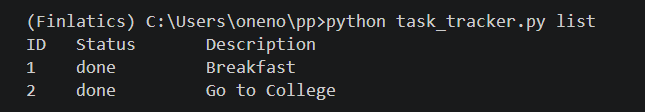 (Finlatics) C:\Users\oneno\pp>python task_tracker.py list
ID   Status       Description
1    done         Breakfast
2    done         Go to College